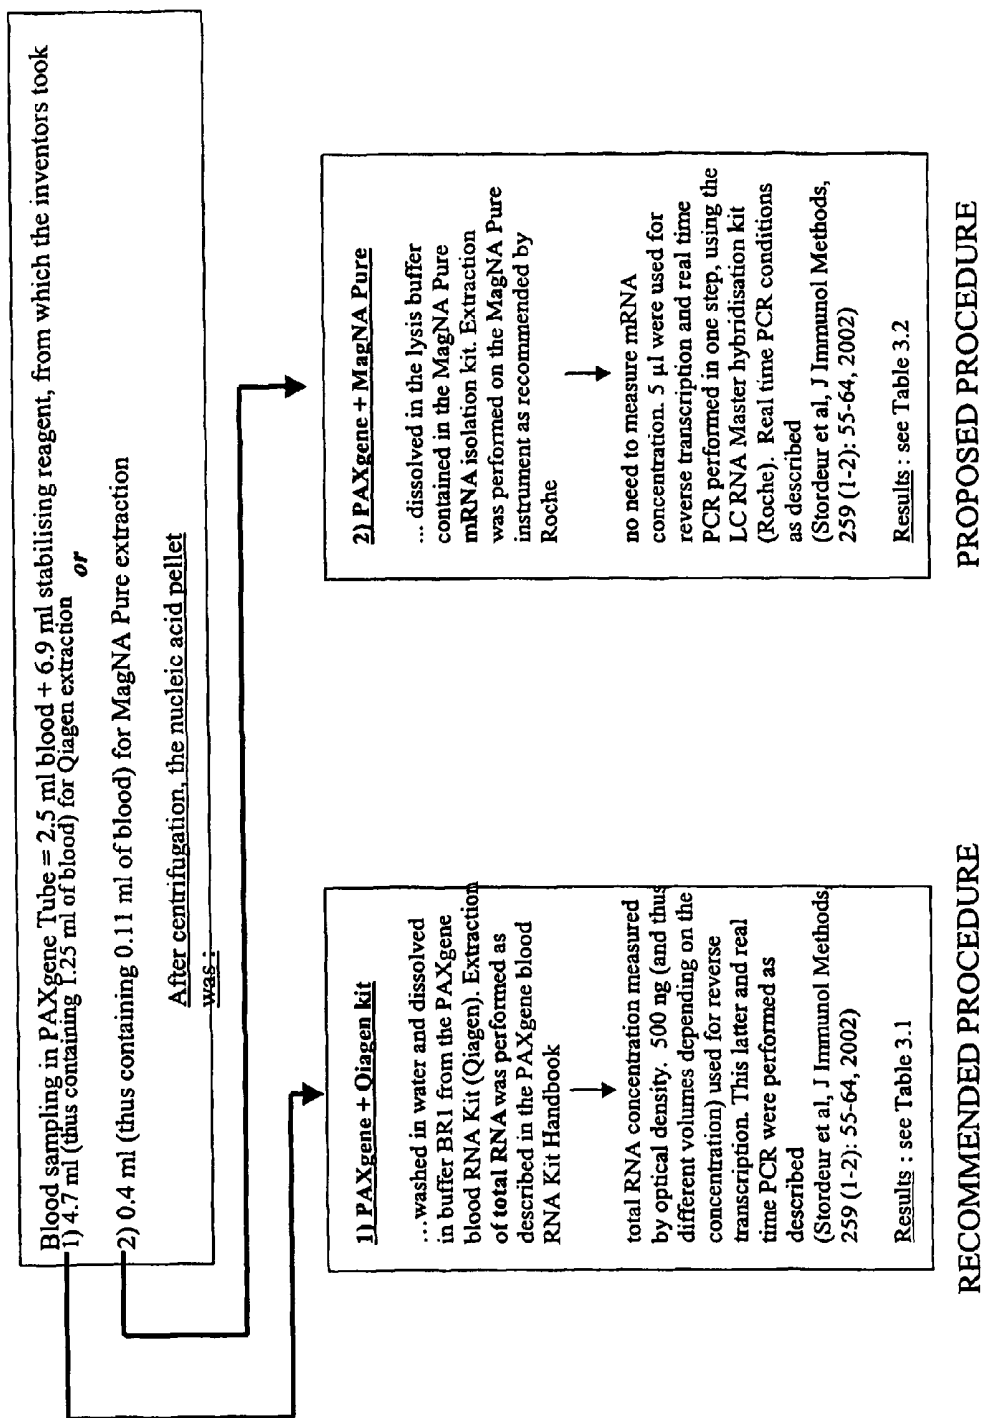 Blood sampling in PAXgene Tube = 2.5 ml blood + 6.9 ml stabilising reagent, from which the inventors took
1) 4.7 ml (thus containing 1.25 ml of blood) for Qiagen extraction
or
2) 0.4 ml (thus containing 0.11 ml of blood) for MagNA Pure extraction
After centrifugation, the nucleic acid pellet
was :
1) PAXgene + Qiagen kit
...washed in water and dissolved
in buffer BR1 from the PAXgene
blood RNA Kit (Qiagen). Extraction
of total RNA was performed as
described in the PAXgene blood
RNA Kit Handbook
total RNA concentration measured
by optical density. 500 ng (and thus
different volumes depending on the
concentration) used for reverse
transcription. This latter and real
time PCR were performed as
described
(Stordeur et al, J Immunol Methods,
259 (1-2): 55-64, 2002)
Results : see Table 3.1
RECOMMENDED PROCEDURE
2) PAXgene + MagNA Pure
... dissolved in the lysis buffer
contained in the MagNA Pure
mRNA isolation kit. Extraction
was performed on the MagNA Pure
instrument as recommended by
Roche
no need to measure mRNA
concentration. 5 µl were used for
reverse transcription and real time
PCR performed in one step, using the
LC RNA Master hybridisation kit
(Roche). Real time PCR conditions
as described
(Stordeur et al, J Immunol Methods,
259 (1-2): 55-64, 2002)
Results : see Table 3.2
PROPOSED PROCEDURE